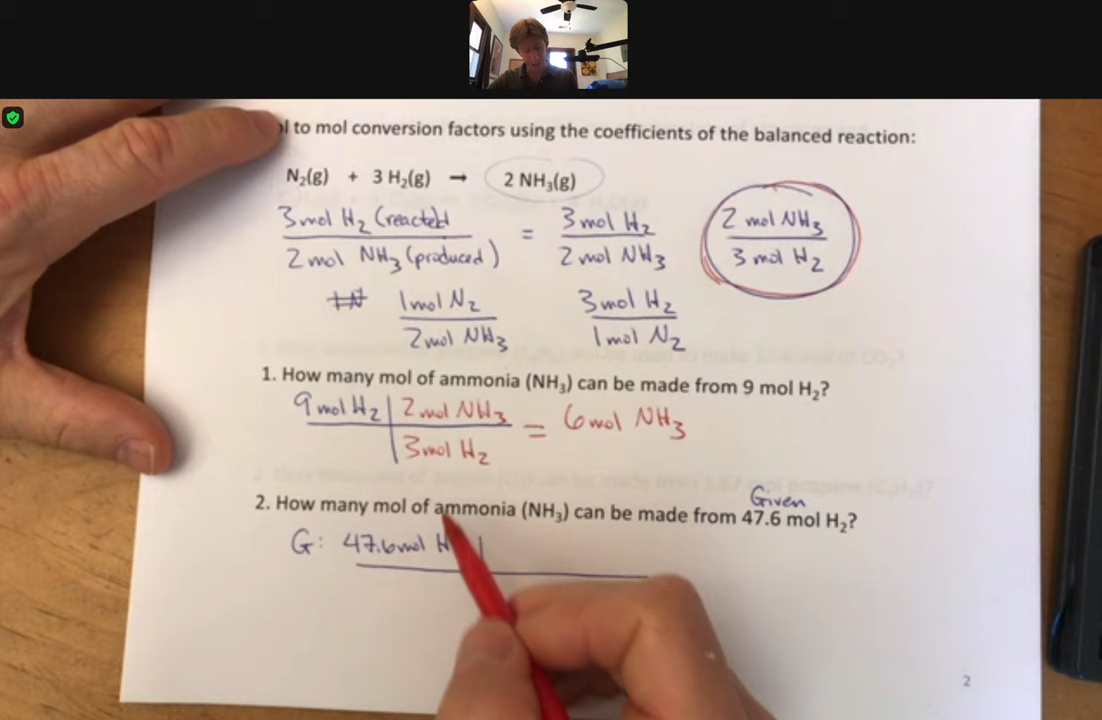 to mol conversion factors using the coefficients of the balanced reaction:
N₂(g) + 3 H₂(g) → 2 NH₃(g)
3 mol H₂ (reacted) / 2 mol NH₃ (produced) = 3 mol H₂ / 2 mol NH₃ 2 mol NH₃ / 3 mol H₂
1 mol N₂ / 2 mol NH₃ 3 mol H₂ / 1 mol N₂
1. How many mol of ammonia (NH₃) can be made from 9 mol H₂?
9 mol H₂ | 2 mol NH₃ / 3 mol H₂ = 6 mol NH₃
Given
2. How many mol of ammonia (NH₃) can be made from 47.6 mol H₂?
G: 47.6 mol H
2